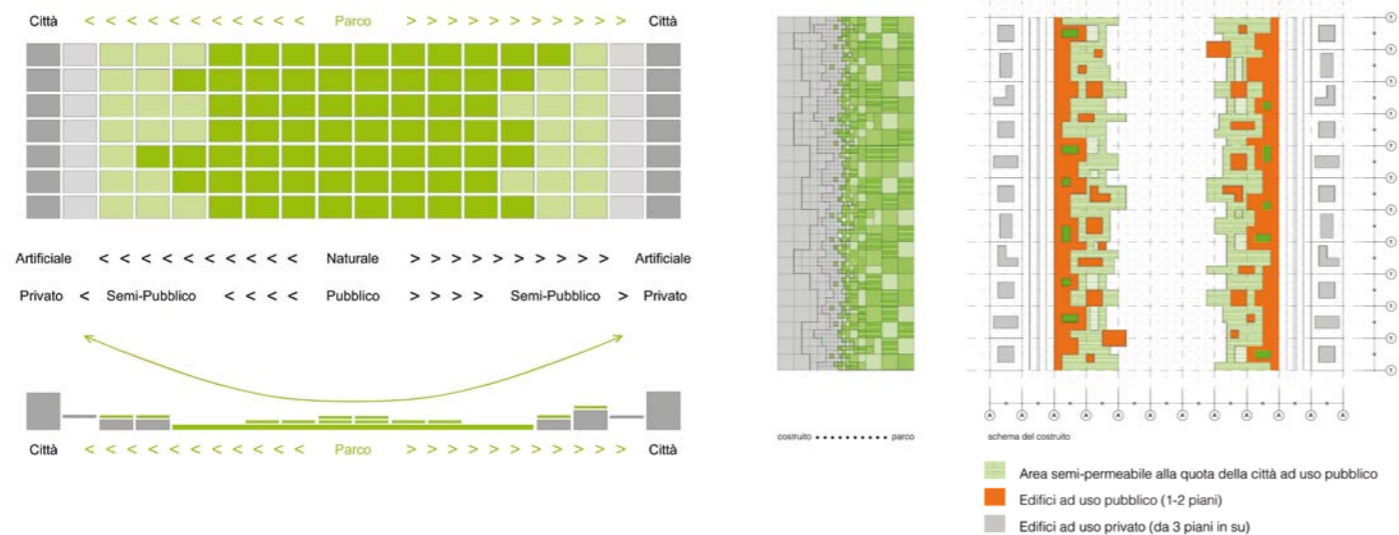 Città < < < < < < < < < < < Parco > > > > > > > > > > > Città
Artificiale < < < < < < < < < < Naturale > > > > > > > > > > Artificiale
Privato < Semi-Pubblico < < < < Pubblico > > > > Semi-Pubblico > Privato
Città < < < < < < < < < < < Parco > > > > > > > > > > > Città
costruito • • • • • • • • • • parco
schema del costruito
Area semi-permeabile alla quota della città ad uso pubblico
Edifici ad uso pubblico (1-2 piani)
Edifici ad uso privato (da 3 piani in su)